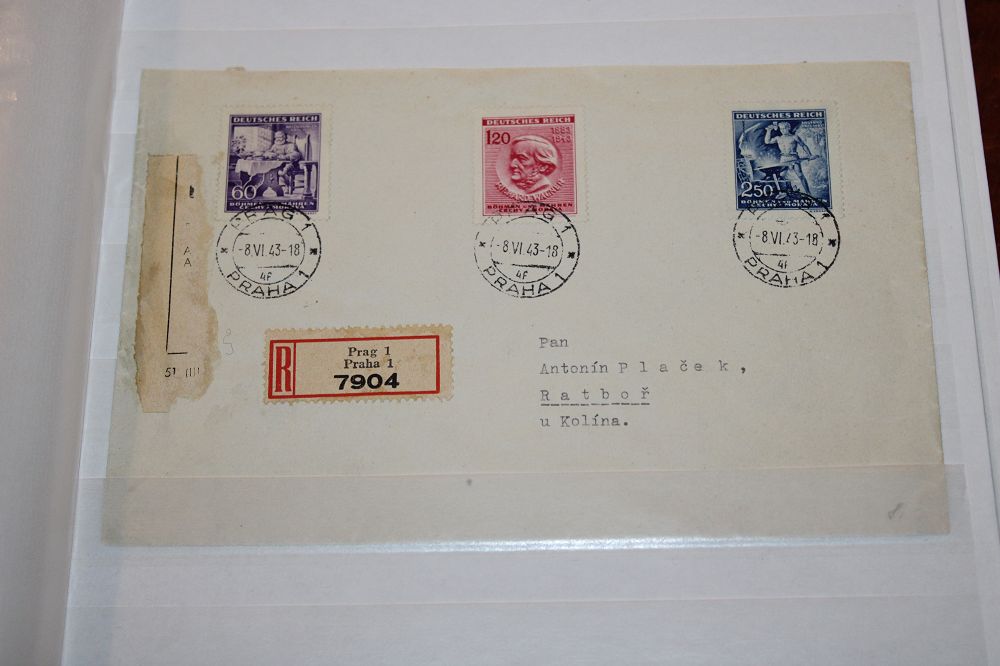 DEUTSCHES REICH
60
BÖHMEN UND MÄHREN
ČECHY A MORAVA
DEUTSCHES REICH
120
1883
1943
RICHARD WAGNER
BÖHMEN UND MÄHREN
ČECHY A MORAVA
DEUTSCHES REICH
250
BÖHMEN UND MÄHREN
ČECHY A MORAVA
PRAG 1
-8.VI.43-18
4F
PRAHA 1
PRAG 1
-8.VI.43-18
4F
PRAHA 1
-8.VI.43-18
4F
PRAHA 1
A
A
51
R
Prag 1
Praha 1
7904
Pan
Antonín Plaček,
Ratboř
u Kolína.